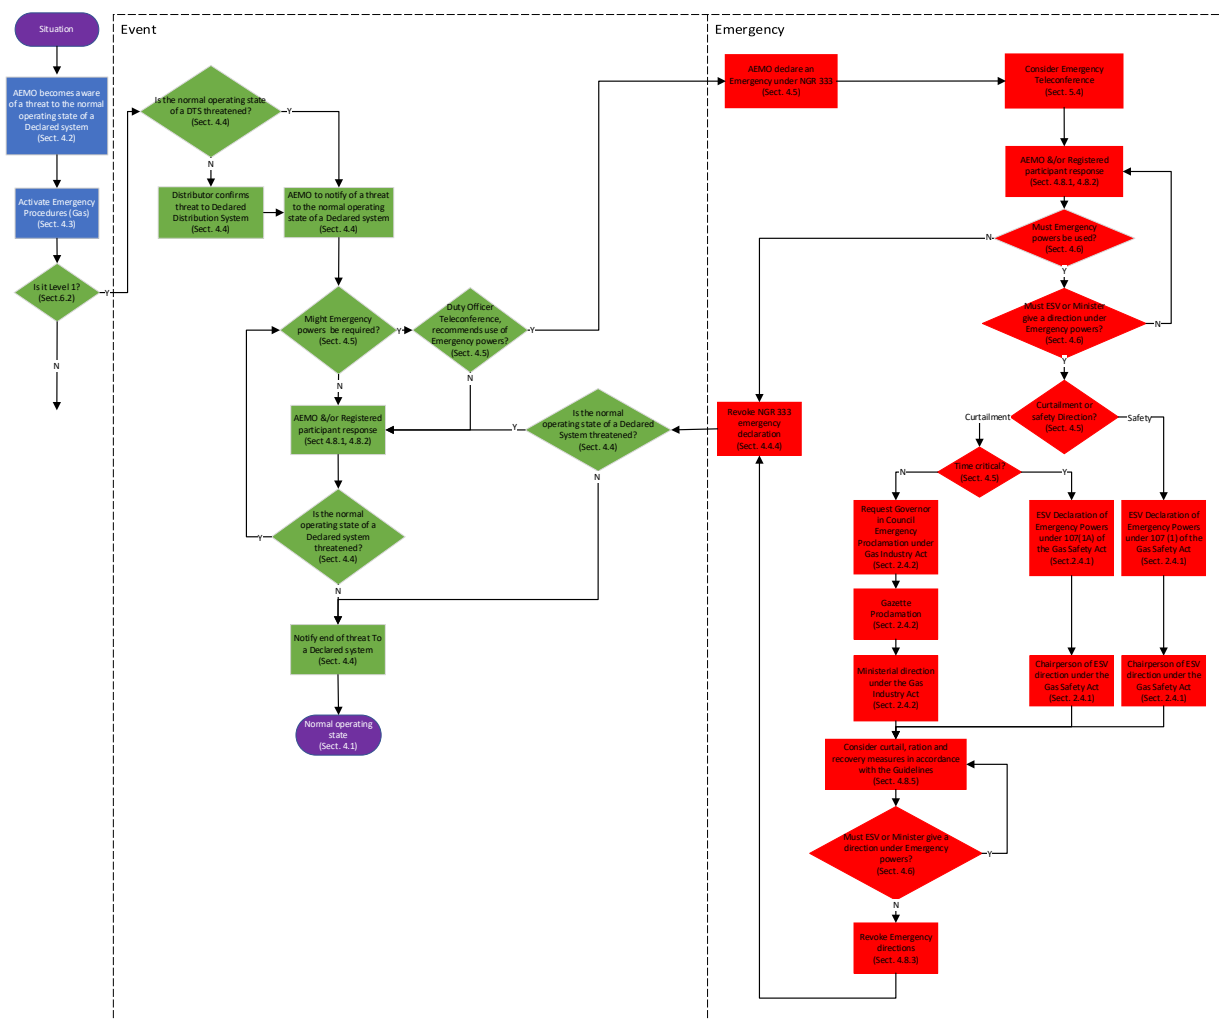 Situation
AEMO becomes aware
of a threat to the normal
operating state of a
Declared system
(Sect. 4.2)
Activate Emergency
Procedures (Gas)
(Sect. 4.3)
Is it Level 1?
(Sect.6.2)
Y
N
Event
Is the normal operating state
of a DTS threatened?
(Sect. 4.4)
Y
N
Distributor confirms
threat to Declared
Distribution System
(Sect. 4.4)
AEMO to notify of a threat
to the normal operating
state of a Declared system
(Sect. 4.4)
Might Emergency
powers be required?
(Sect. 4.5)
Y
N
Duty Officer
Teleconference,
recommends use of
Emergency powers?
(Sect. 4.5)
Y
N
AEMO &/or Registered
participant response
(Sect 4.8.1, 4.8.2)
Is the normal
operating state of a Declared
System threatened?
(Sect. 4.4)
Y
N
Is the normal
operating state of a
Declared system
threatened?
(Sect. 4.4)
Y
N
Notify end of threat To
a Declared system
(Sect. 4.4)
Normal operating
state
(Sect. 4.1)
Emergency
AEMO declare an
Emergency under NGR 333
(Sect. 4.5)
Consider Emergency
Teleconference
(Sect. 5.4)
AEMO &/or Registered
participant response
(Sect. 4.8.1, 4.8.2)
Must Emergency
powers be used?
(Sect. 4.6)
N
Y
Must ESV or Minister
give a direction under
Emergency powers?
(Sect. 4.6)
N
Y
Curtailment or
safety Direction?
(Sect. 4.5)
Curtailment
Safety
Revoke NGR 333
emergency
declaration
(Sect. 4.4.4)
Time critical?
(Sect. 4.5)
N
Y
Request Governor
in Council
Emergency
Proclamation under
Gas Industry Act
(Sect. 2.4.2)
ESV Declaration of
Emergency Powers
under 107(1A) of
the Gas Safety Act
(Sect.2.4.1)
ESV Declaration of
Emergency Powers
under 107 (1) of the
Gas Safety Act
(Sect. 2.4.1)
Gazette
Proclamation
(Sect. 2.4.2)
Ministerial direction
under the Gas
Industry Act
(Sect. 2.4.2)
Chairperson of ESV
direction under the
Gas Safety Act
(Sect. 2.4.1)
Chairperson of ESV
direction under the
Gas Safety Act
(Sect. 2.4.1)
Consider curtail, ration and
recovery measures in accordance
with the Guidelines
(Sect. 4.8.5)
Must ESV or Minister give a
direction under Emergency
powers?
(Sect. 4.6)
Y
N
Revoke Emergency
directions
(Sect. 4.8.3)